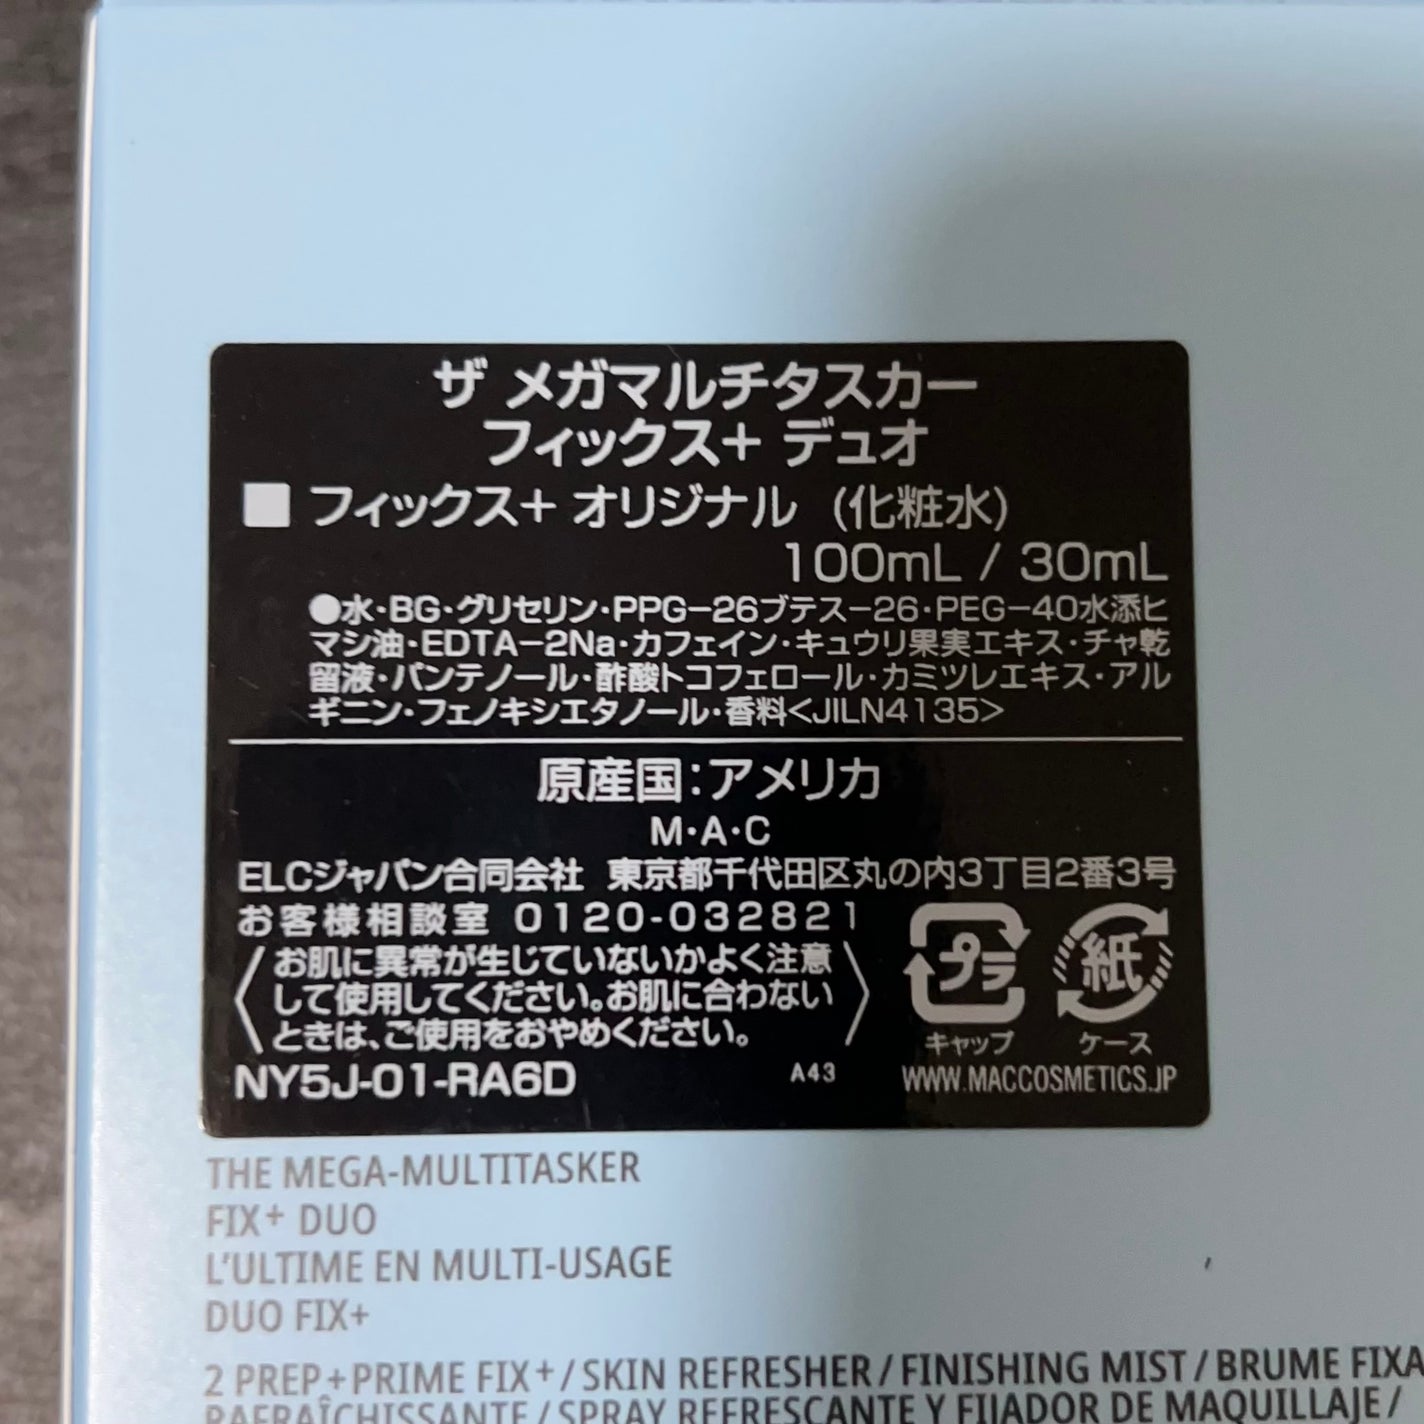 ザ メガマルチタスカー
フィックス+ デュオ
■ フィックス+ オリジナル (化粧水)
100mL / 30mL
●水・BG・グリセリン・PPG-26ブテス-26・PEG-40水添ヒ
マシ油・EDTA-2Na・カフェイン・キュウリ果実エキス・チャ乾
留液・パンテノール・酢酸トコフェロール・カミツレエキス・アル
ギニン・フェノキシエタノール・香料<JILN4135>
原産国:アメリカ
M・A・C
ELCジャパン合同会社 東京都千代田区丸の内3丁目2番3号
お客様相談室 0120-032821
〈お肌に異常が生じていないかよく注意
して使用してください。お肌に合わない
ときは、ご使用をおやめください。〉
プラ
キャップ
紙
ケース
NY5J-01-RA6D A43 WWW.MACCOSMETICS.JP
THE MEGA-MULTITASKER
FIX+ DUO
L'ULTIME EN MULTI-USAGE
DUO FIX+
2 PREP+PRIME FIX+ / SKIN REFRESHER / FINISHING MIST / BRUME FIXA
RAFRAÎCHISSANTE / SPRAY REFRESCANTE Y FIJADOR DE MAQUILLAJE /